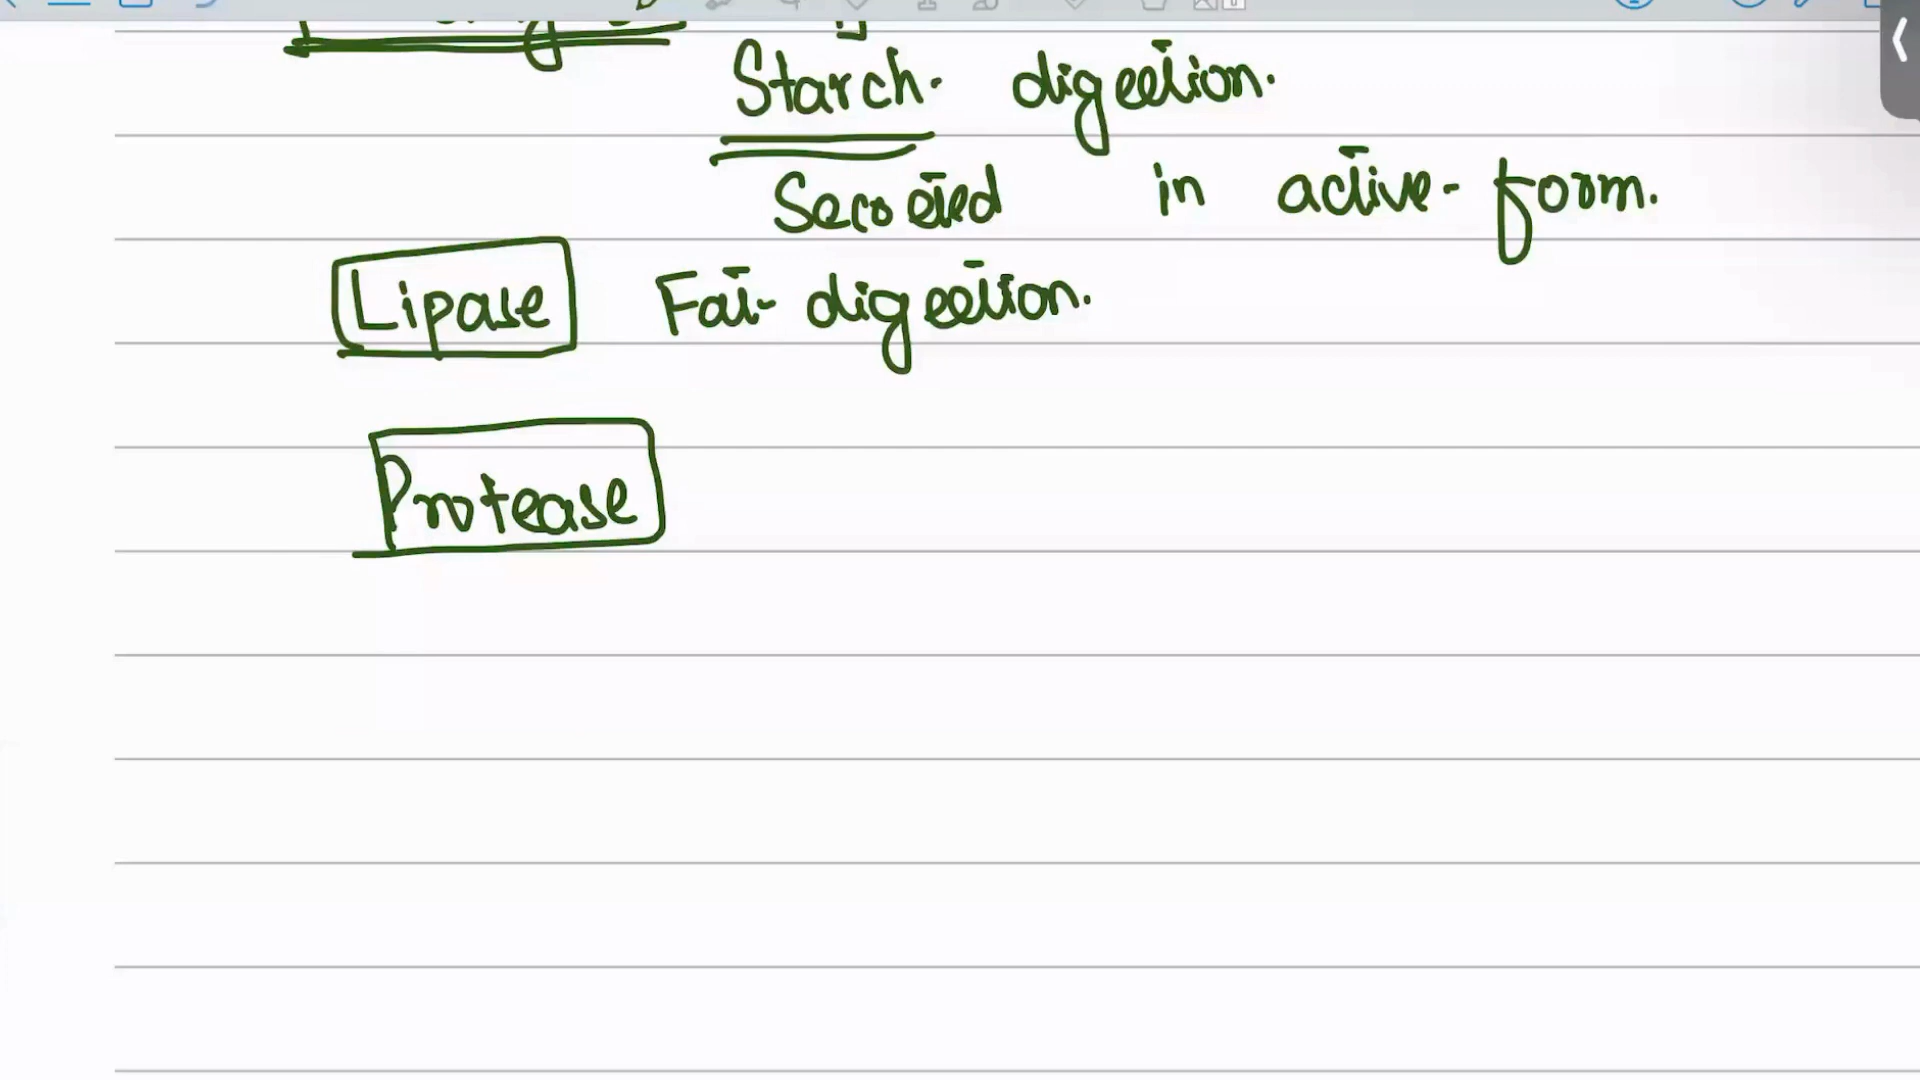 Starch. digestion.
Secreted in active- form.
Lipase Fat- digestion.
Protease